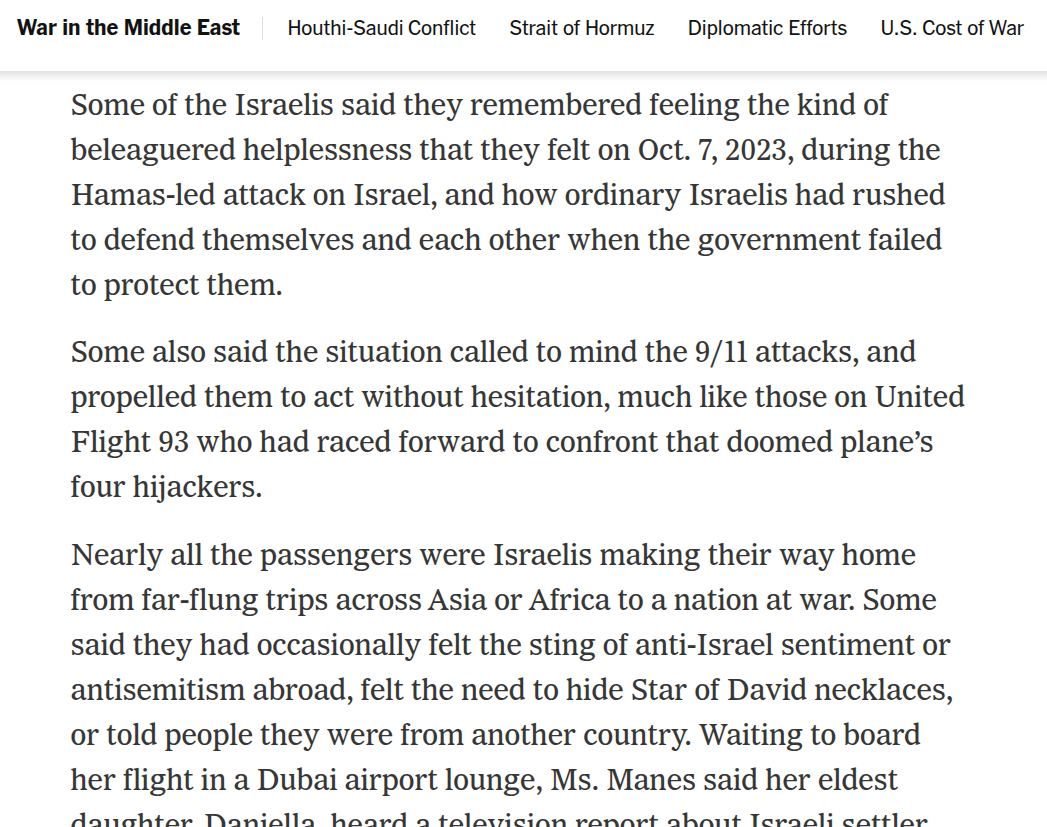 War in the Middle East Houthi-Saudi Conflict Strait of Hormuz Diplomatic Efforts U.S. Cost of War
Some of the Israelis said they remembered feeling the kind of
beleaguered helplessness that they felt on Oct. 7, 2023, during the
Hamas-led attack on Israel, and how ordinary Israelis had rushed
to defend themselves and each other when the government failed
to protect them.
Some also said the situation called to mind the 9/11 attacks, and
propelled them to act without hesitation, much like those on United
Flight 93 who had raced forward to confront that doomed plane’s
four hijackers.
Nearly all the passengers were Israelis making their way home
from far-flung trips across Asia or Africa to a nation at war. Some
said they had occasionally felt the sting of anti-Israel sentiment or
antisemitism abroad, felt the need to hide Star of David necklaces,
or told people they were from another country. Waiting to board
her flight in a Dubai airport lounge, Ms. Manes said her eldest
daughter, Daniella, heard a television report about Israeli settler